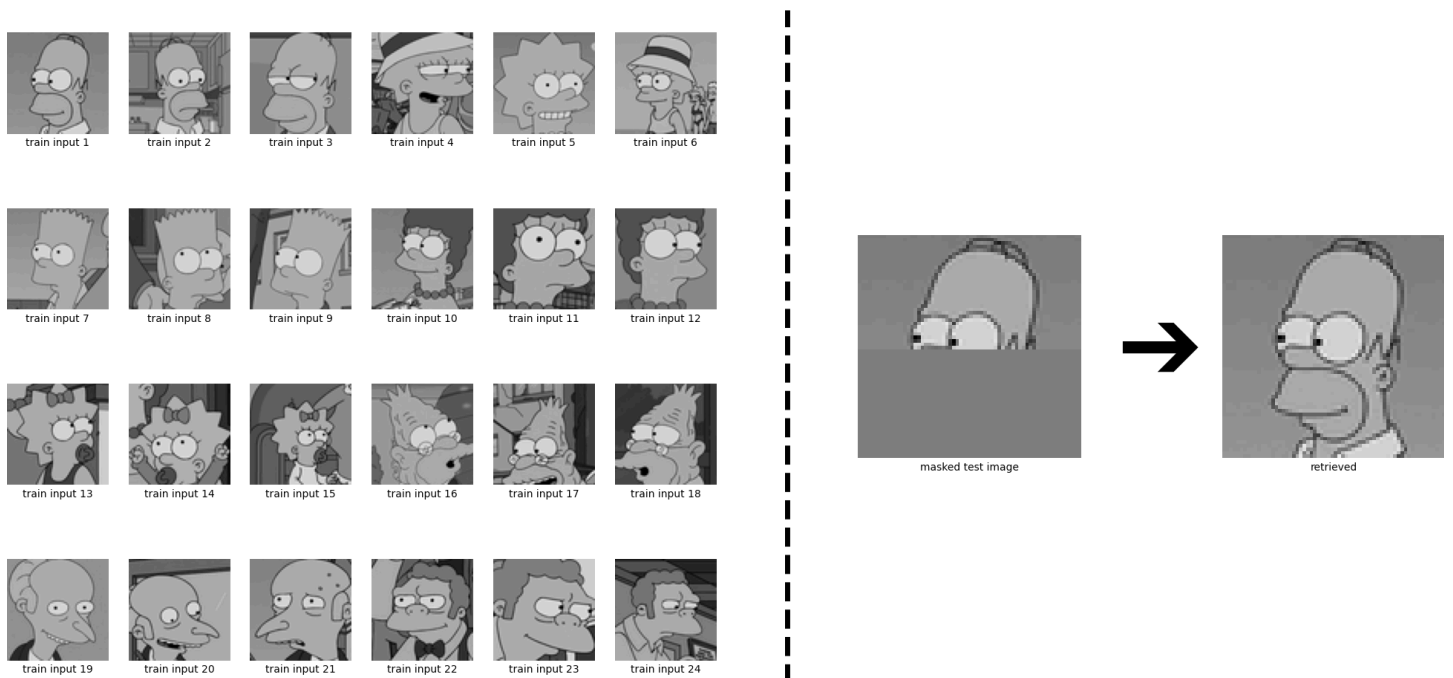 train input 1
train input 2
train input 3
train input 4
train input 5
train input 6
train input 7
train input 8
train input 9
train input 10
train input 11
train input 12
train input 13
train input 14
train input 15
train input 16
train input 17
train input 18
train input 19
train input 20
train input 21
train input 22
train input 23
train input 24
masked test image
retrieved